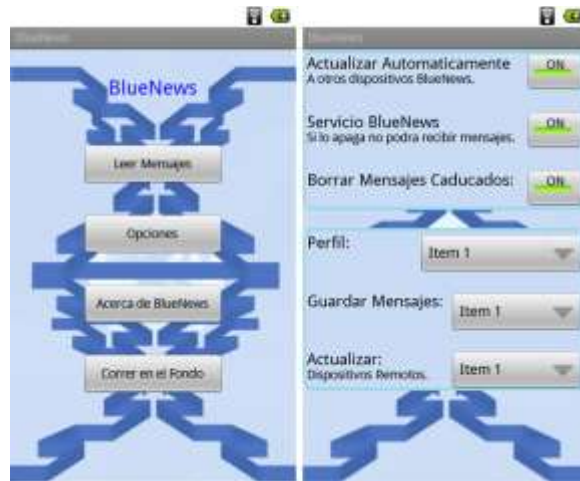 BlueNews
BlueNews
Leer Mensajes
Opciones
Acerca de BlueNews
Correr en el Fondo
Actualizar Automaticamente
A otros dispositivos BlueNews.
ON
Servicio BlueNews
Si lo apaga no podra recibir mensajes.
ON
Borrar Mensajes Caducados:
ON
Perfil:
Item 1
Guardar Mensajes:
Item 1
Actualizar:
Dispositivos Remotos.
Item 1